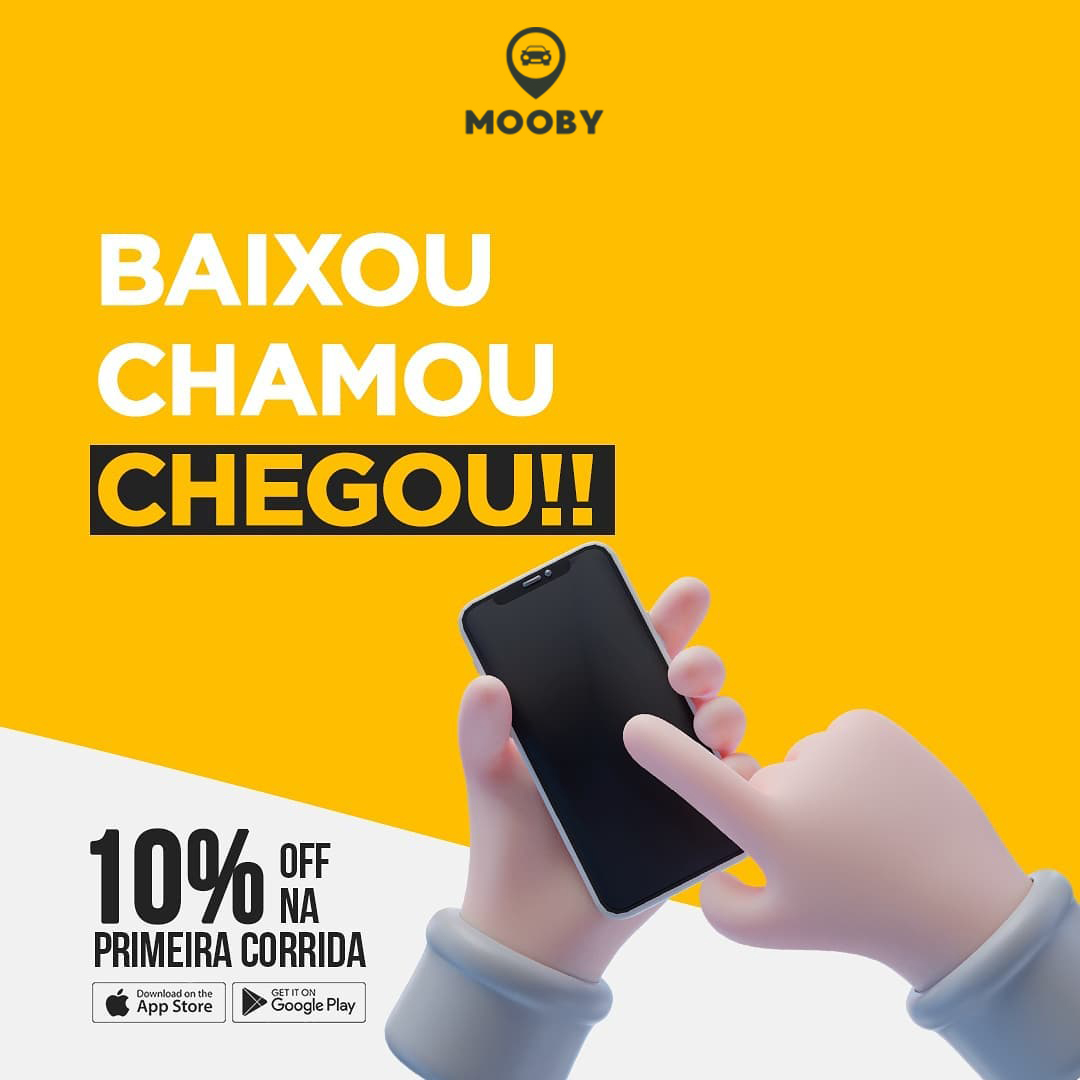 MOOBY
BAIXOU
CHAMOU
CHEGOU!!
10% OFF
NA
PRIMEIRA CORRIDA
Download on the
App Store
GET IT ON
Google Play